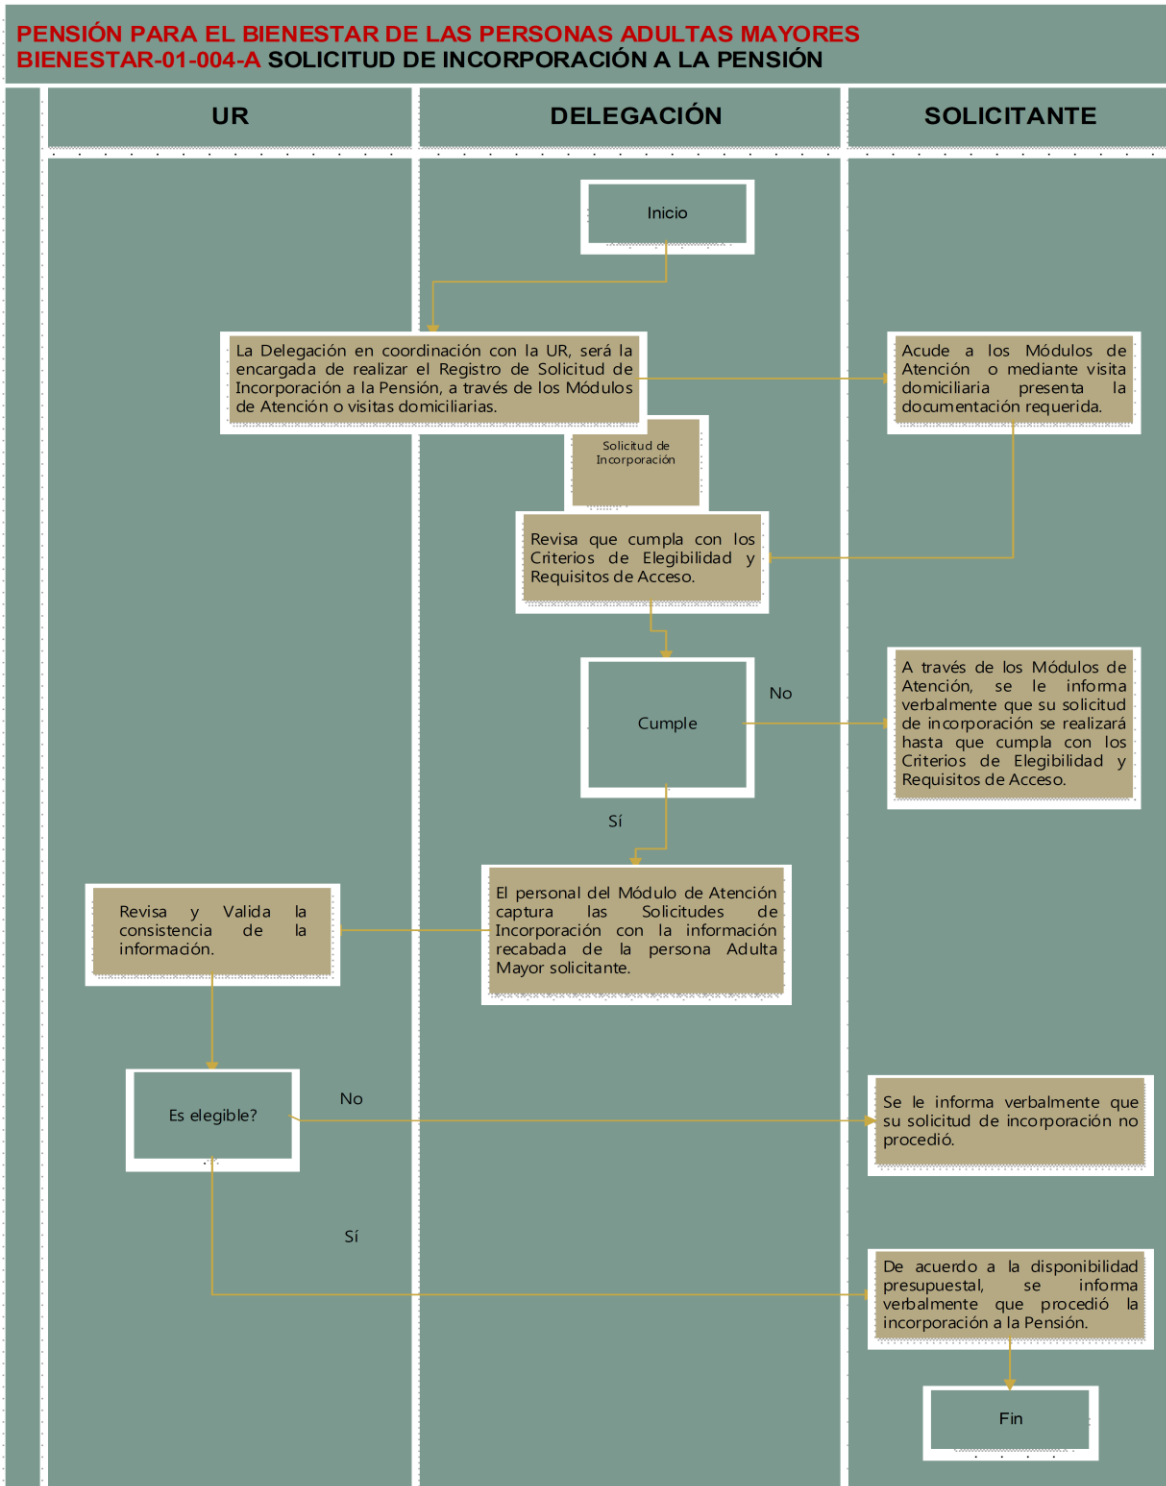 PENSIÓN PARA EL BIENESTAR DE LAS PERSONAS ADULTAS MAYORES
BIENESTAR-01-004-A SOLICITUD DE INCORPORACIÓN A LA PENSIÓN
UR
DELEGACIÓN
SOLICITANTE
Inicio
La Delegación en coordinación con la UR, será la
encargada de realizar el Registro de Solicitud de
Incorporación a la Pensión, a través de los Módulos
de Atención o visitas domiciliarias.
Acude a los Módulos de
Atención o mediante visita
domiciliaria presenta la
documentación requerida.
Solicitud de
Incorporación
Revisa que cumpla con los
Criterios de Elegibilidad y
Requisitos de Acceso.
Cumple
No
A través de los Módulos de
Atención, se le informa
verbalmente que su solicitud
de incorporación se realizará
hasta que cumpla con los
Criterios de Elegibilidad y
Requisitos de Acceso.
Sí
El personal del Módulo de Atención
captura las Solicitudes de
Incorporación con la información
recabada de la persona Adulta
Mayor solicitante.
Revisa y Valida la
consistencia de la
información.
Es elegible?
No
Se le informa verbalmente que
su solicitud de incorporación no
procedió.
Sí
De acuerdo a la disponibilidad
presupuestal, se informa
verbalmente que procedió la
incorporación a la Pensión.
Fin